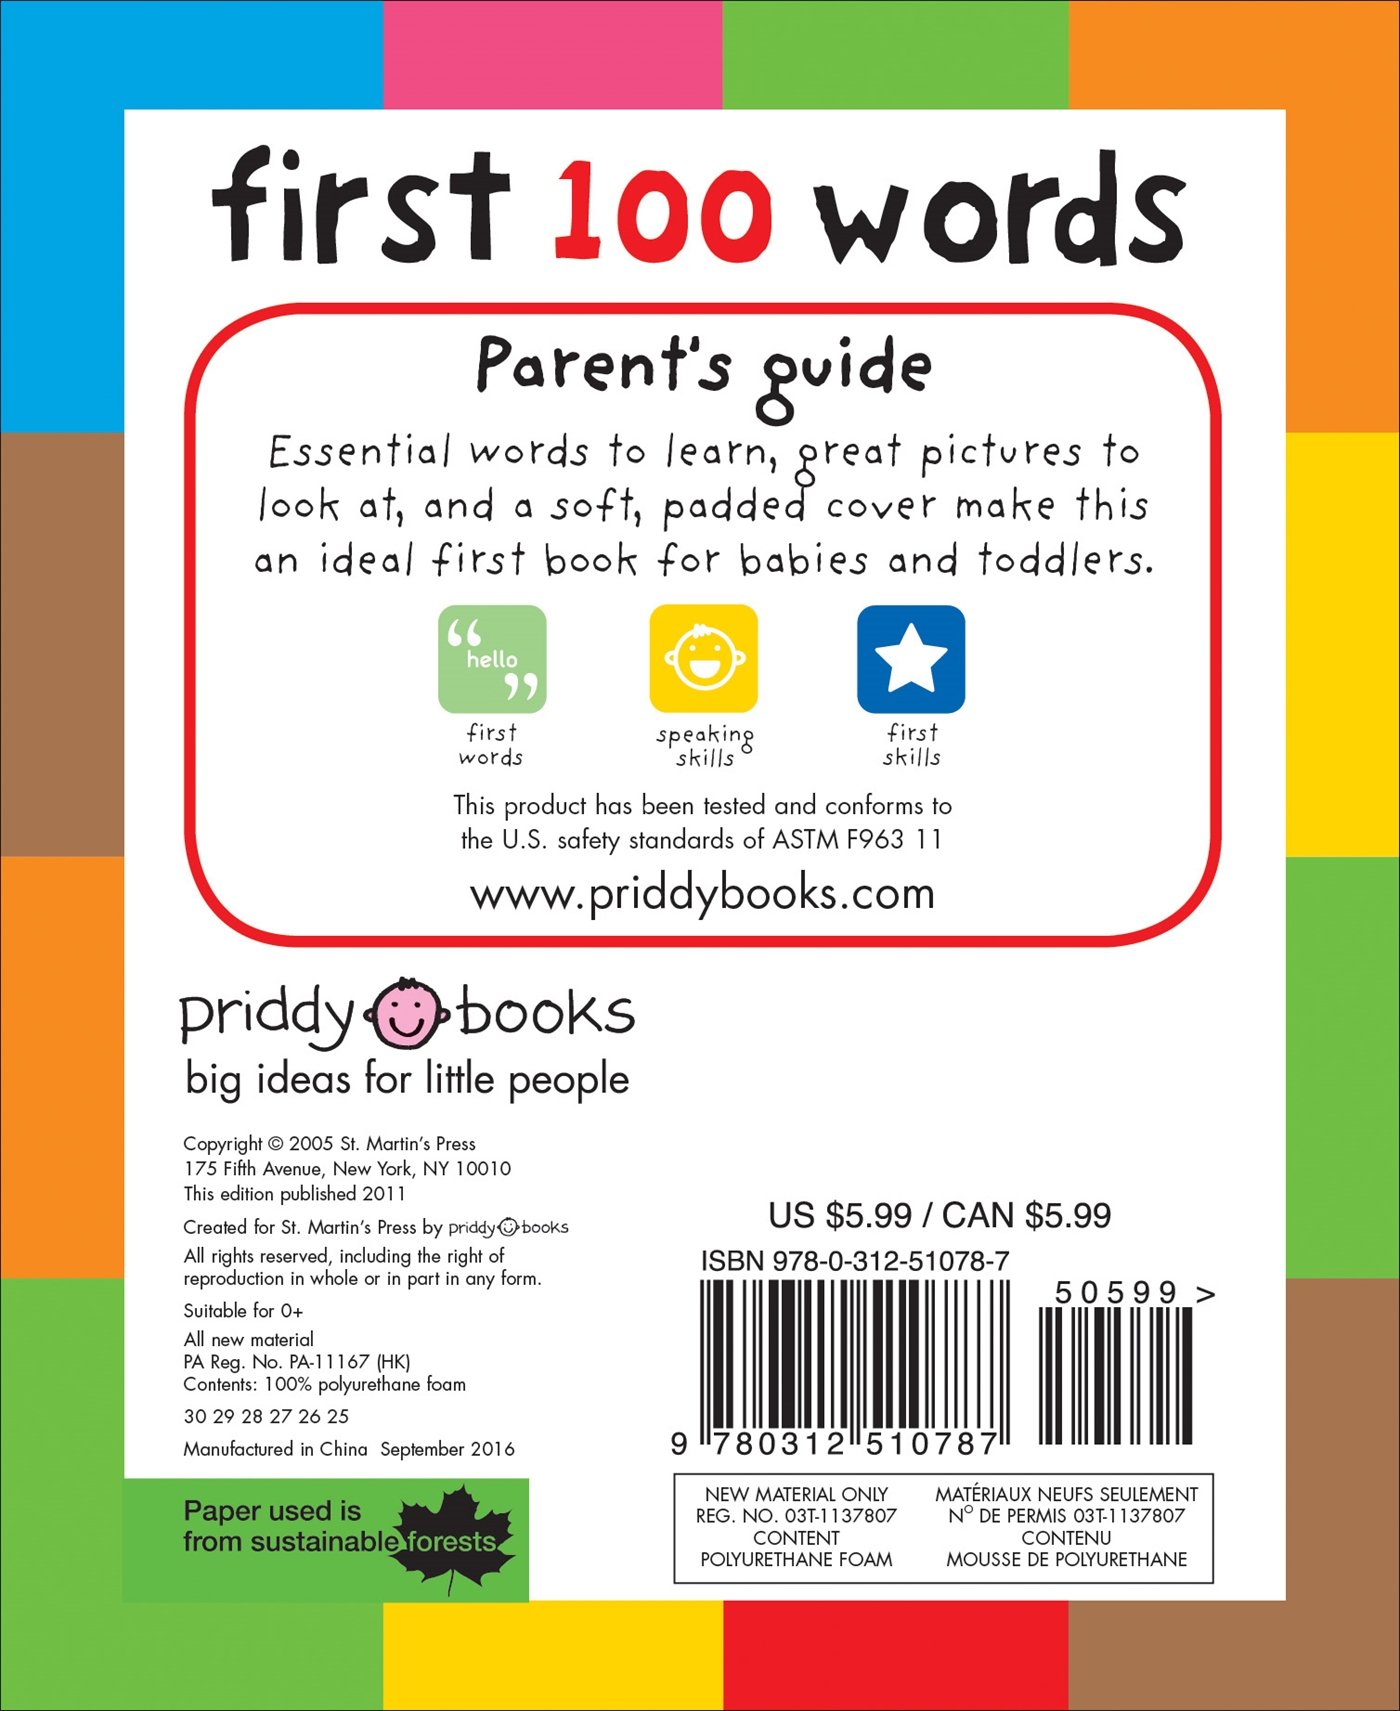 first 100 words
Parent's guide
Essential words to learn, great pictures to
look at, and a soft, padded cover make this
an ideal first book for babies and toddlers.
“ hello ”
first
words
speaking
skills
first
skills
This product has been tested and conforms to
the U.S. safety standards of ASTM F963 11
www.priddybooks.com
priddy books
big ideas for little people
Copyright © 2005 St. Martin's Press
175 Fifth Avenue, New York, NY 10010
This edition published 2011
Created for St. Martin's Press by priddy books
All rights reserved, including the right of
reproduction in whole or in part in any form.
Suitable for 0+
All new material
PA Reg. No. PA-11167 (HK)
Contents: 100% polyurethane foam
30 29 28 27 26 25
Manufactured in China September 2016
Paper used is
from sustainable forests.
US $5.99 / CAN $5.99
ISBN 978-0-312-51078-7
50599 >
9 780312 510787
NEW MATERIAL ONLY
REG. NO. 03T-1137807
CONTENT
POLYURETHANE FOAM
MATÉRIAUX NEUFS SEULEMENT
Nº DE PERMIS 03T-1137807
CONTENU
MOUSSE DE POLYURETHANE